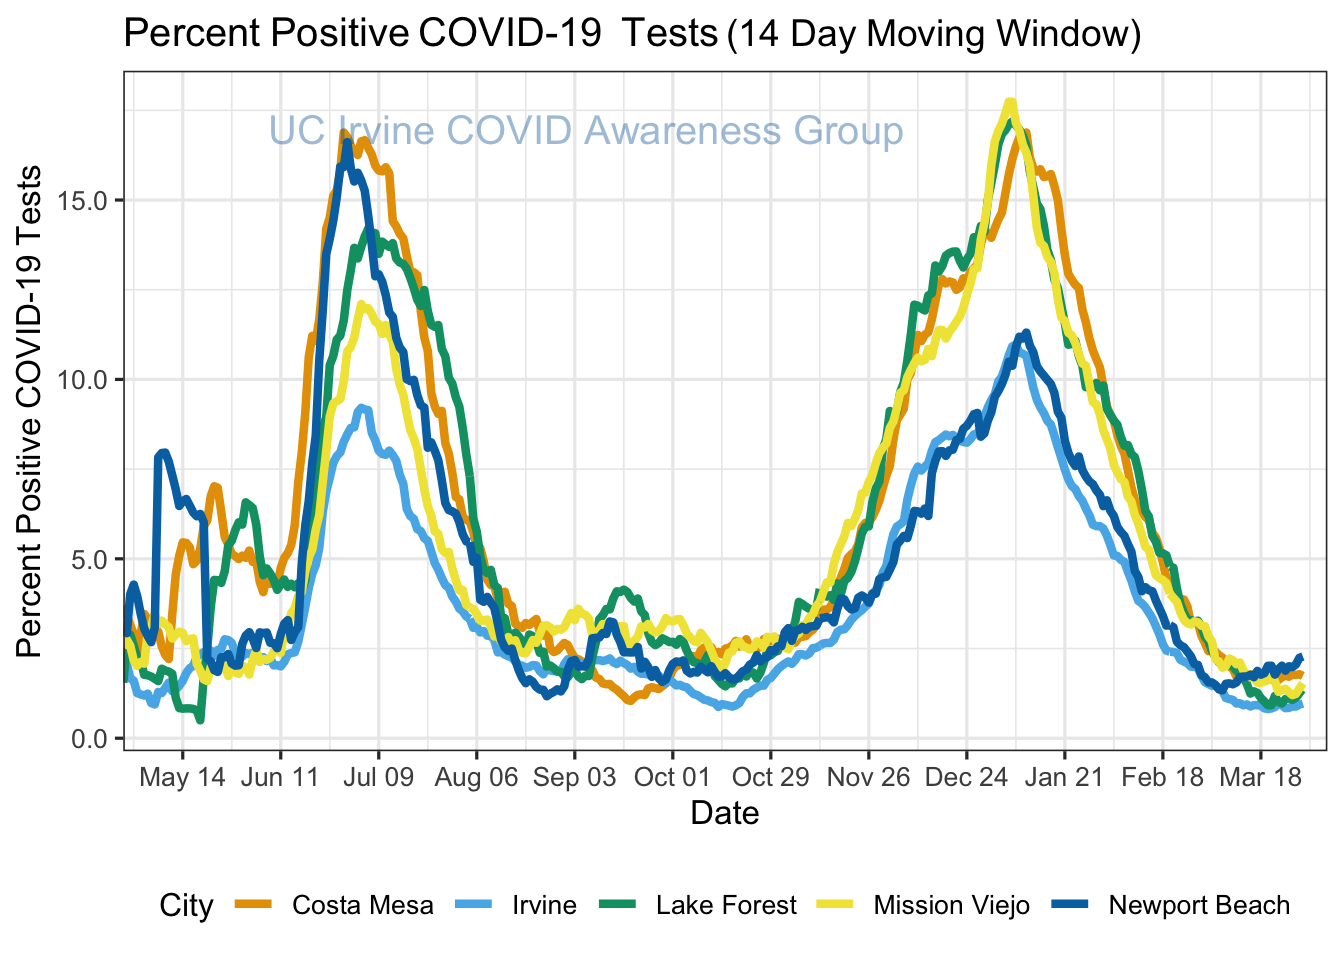 Percent Positive COVID-19 Tests (14 Day Moving Window)
UC Irvine COVID Awareness Group
Percent Positive COVID-19 Tests
15.0
10.0
5.0
0.0
May 14 Jun 11 Jul 09 Aug 06 Sep 03 Oct 01 Oct 29 Nov 26 Dec 24 Jan 21 Feb 18 Mar 18
Date
City Costa Mesa Irvine Lake Forest Mission Viejo Newport Beach